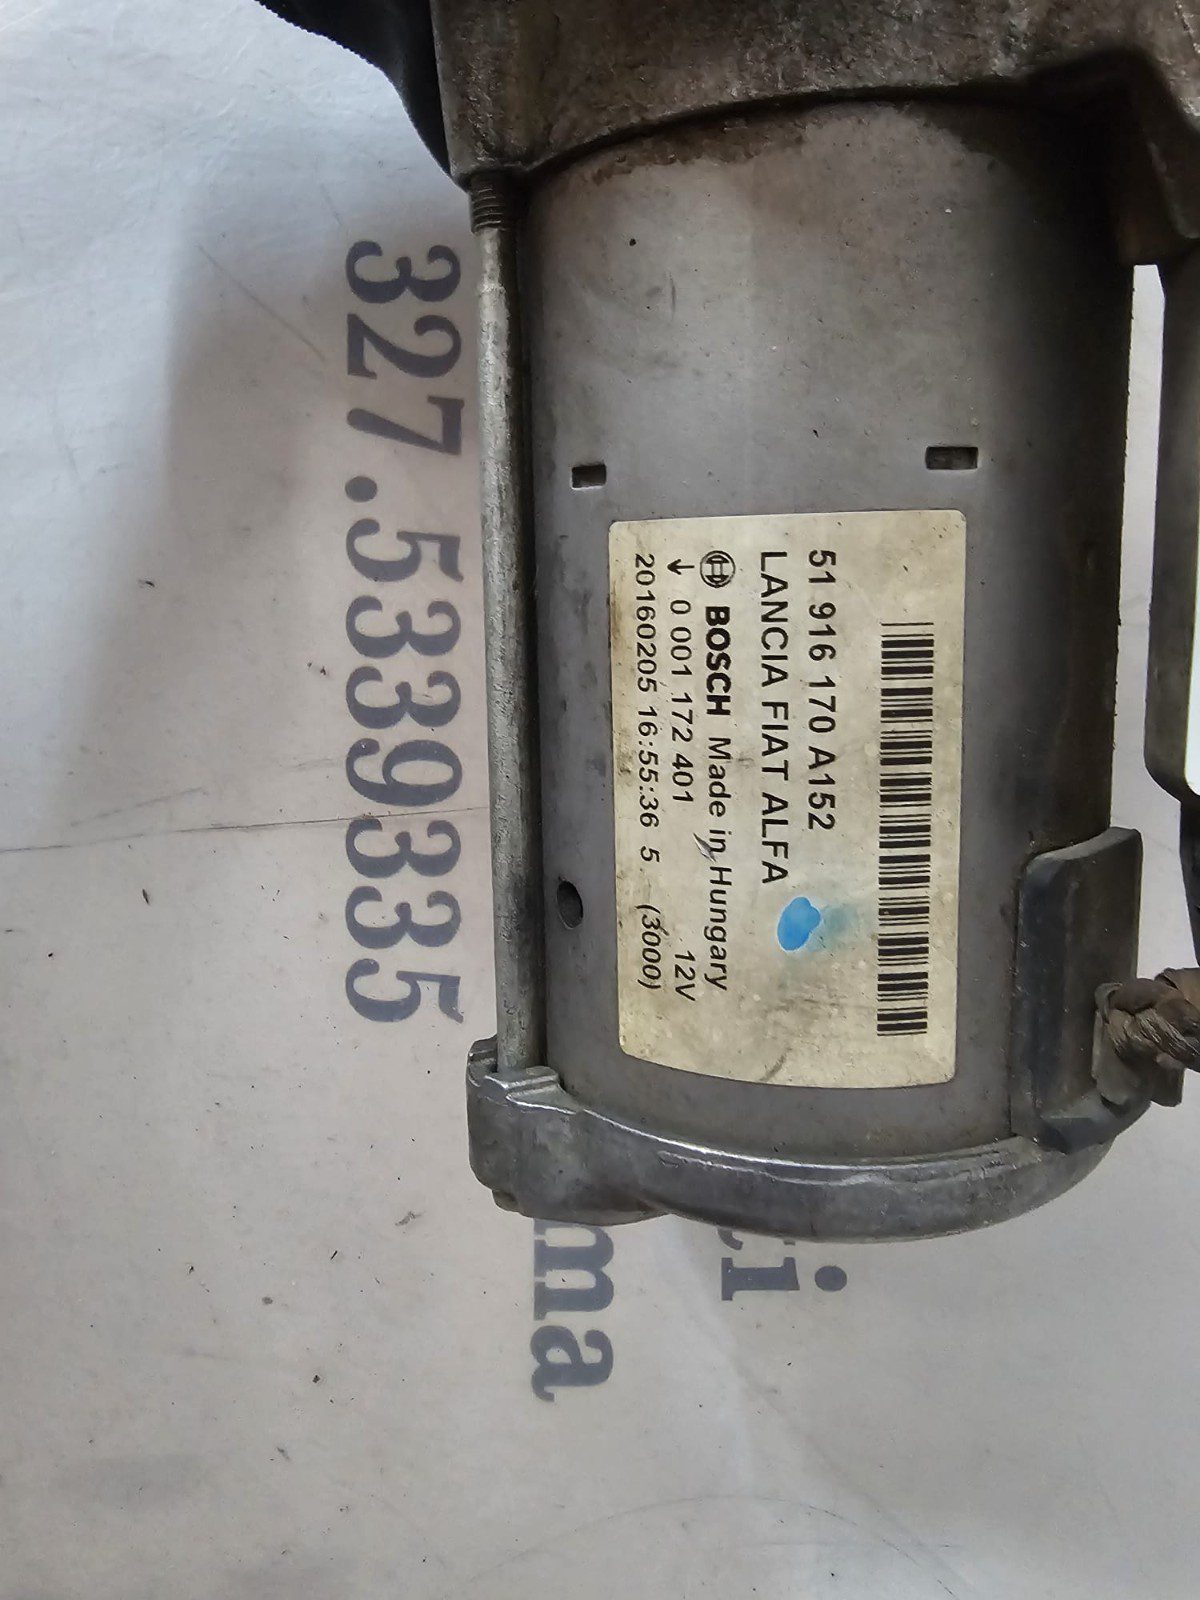 51 916 170 A152
LANCIA FIAT ALFA
BOSCH Made in Hungary
0 001 172 401 12V
20160205 16:55:36 5 (3000)
327.5339335